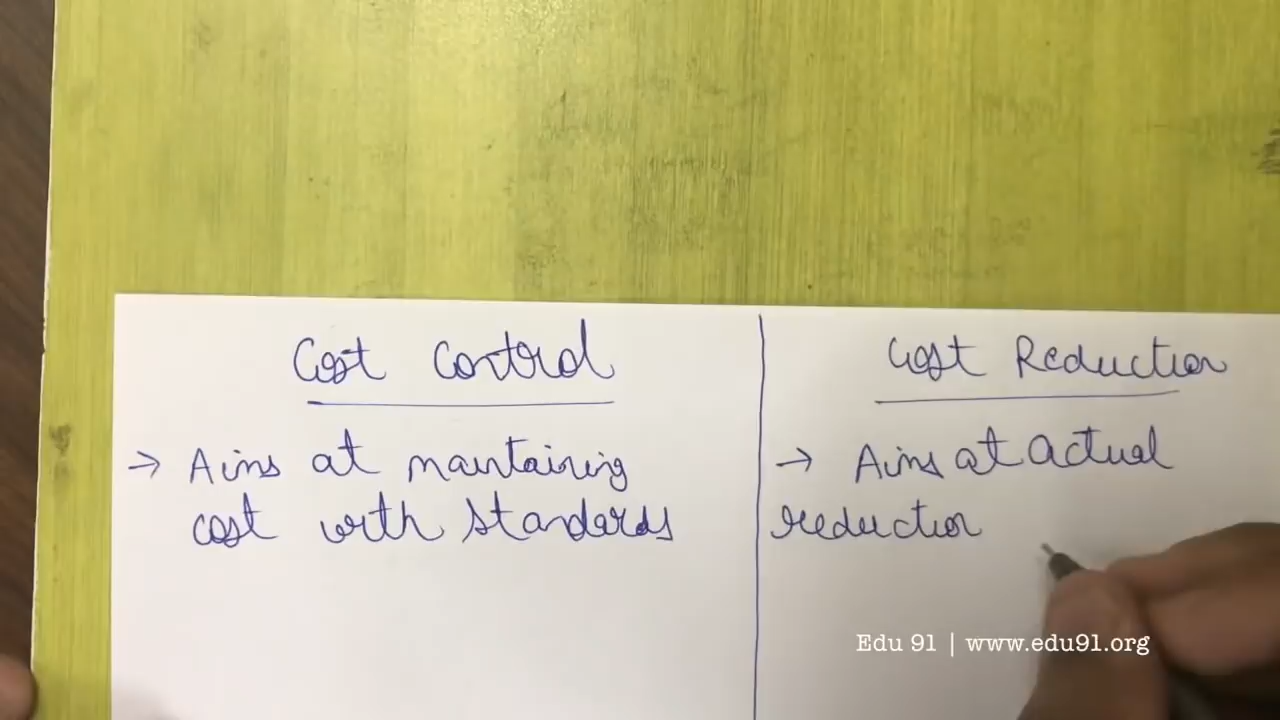 Cost Control
→ Aims at maintaining
cost with standards
Cost Reduction
→ Aims at actual
reduction
Edu 91 | www.edu91.org